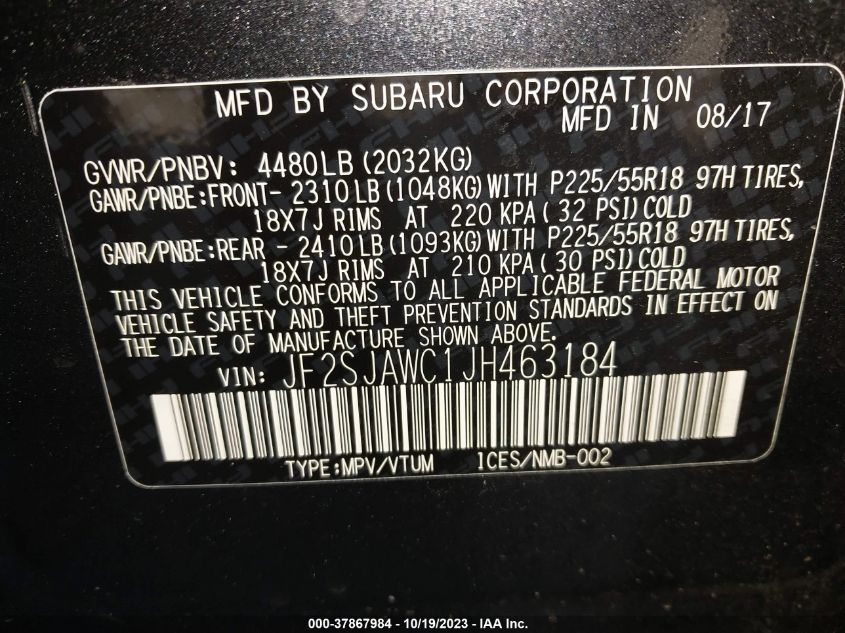 MFD BY SUBARU CORPORATION
MFD IN 08/17
GVWR/PNBV: 4480LB (2032KG)
GAWR/PNBE:FRONT- 2310LB (1048KG) WITH P225/55R18 97H TIRES,
18X7J RIMS AT 220 KPA ( 32 PSI) COLD
GAWR/PNBE:REAR - 2410LB (1093KG) WITH P225/55R18 97H TIRES,
18X7J RIMS AT 210 KPA ( 30 PSI) COLD
THIS VEHICLE CONFORMS TO ALL APPLICABLE FEDERAL MOTOR
VEHICLE SAFETY AND THEFT PREVENTION STANDARDS IN EFFECT ON
THE DATE OF MANUFACTURE SHOWN ABOVE.
VIN: JF2SJAWC1JH463184
TYPE:MPV/VTUM ICES/NMB-002
000-37867984 - 10/19/2023 - IAA Inc.